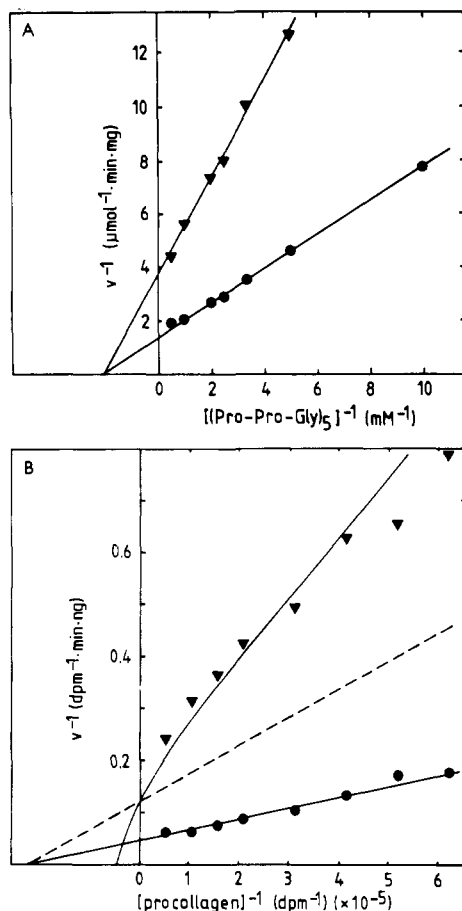 A
12
10
8
6
4
2
v⁻¹ (μmol⁻¹·min·mg)
0 2 4 6 8 10
[(Pro-Pro-Gly)₅]⁻¹ (mM⁻¹)
B
0.6
0.4
0.2
v⁻¹ (dpm⁻¹·min·ng)
0 1 2 3 4 5 6
[procollagen]⁻¹ (dpm⁻¹) (×10⁻⁵)